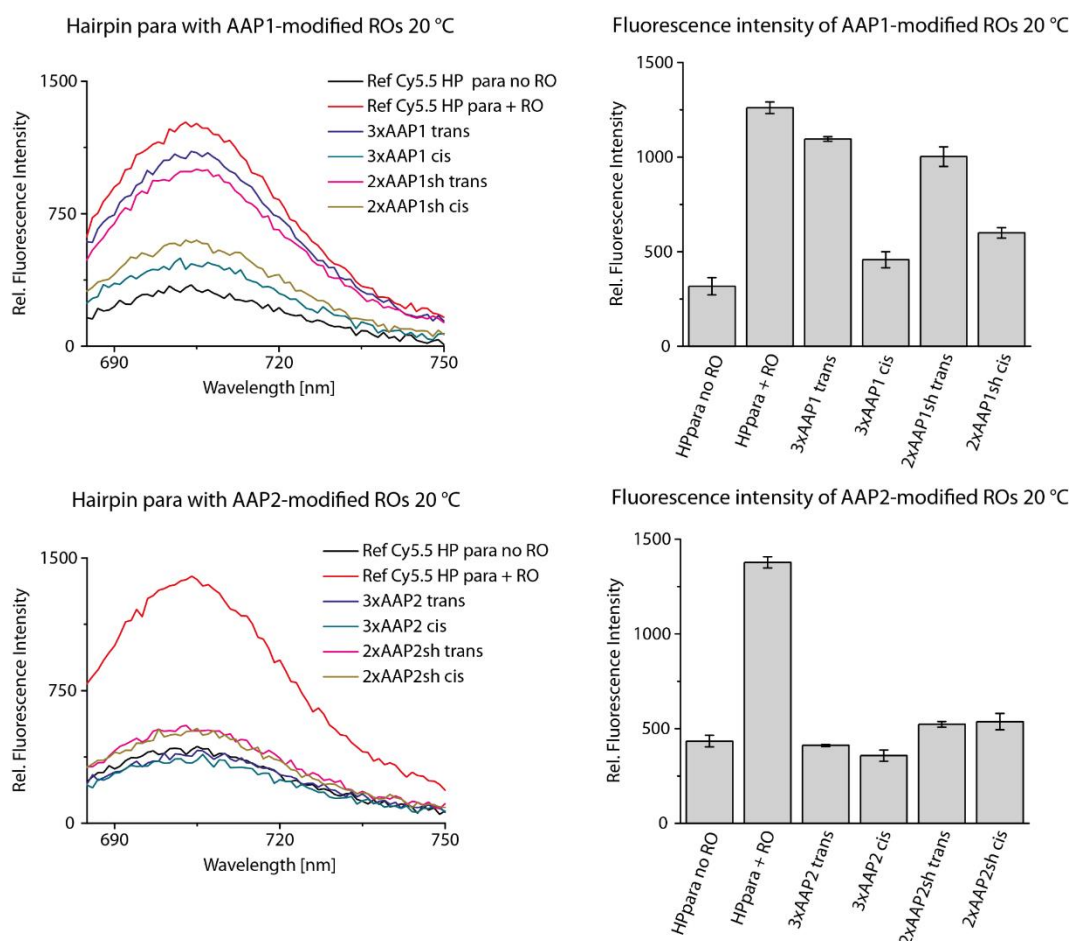 Hairpin para with AAP1-modified ROs 20 °C
Rel. Fluorescence Intensity
1500
750
0
690
720
750
Wavelength [nm]
Ref Cy5.5 HP para no RO
Ref Cy5.5 HP para + RO
3xAAP1 trans
3xAAP1 cis
2xAAP1sh trans
2xAAP1sh cis
Fluorescence intensity of AAP1-modified ROs 20 °C
Rel. Fluorescence Intensity
1500
1000
500
0
HPpara no RO
HPpara + RO
3xAAP1 trans
3xAAP1 cis
2xAAP1sh trans
2xAAP1sh cis
Hairpin para with AAP2-modified ROs 20 °C
Rel. Fluorescence Intensity
1500
750
0
690
720
750
Wavelength [nm]
Ref Cy5.5 HP para no RO
Ref Cy5.5 HP para + RO
3xAAP2 trans
3xAAP2 cis
2xAAP2sh trans
2xAAP2sh cis
Fluorescence intensity of AAP2-modified ROs 20 °C
Rel. Fluorescence Intensity
1500
1000
500
0
HPpara no RO
HPpara + RO
3xAAP2 trans
3xAAP2 cis
2xAAP2sh trans
2xAAP2sh cis